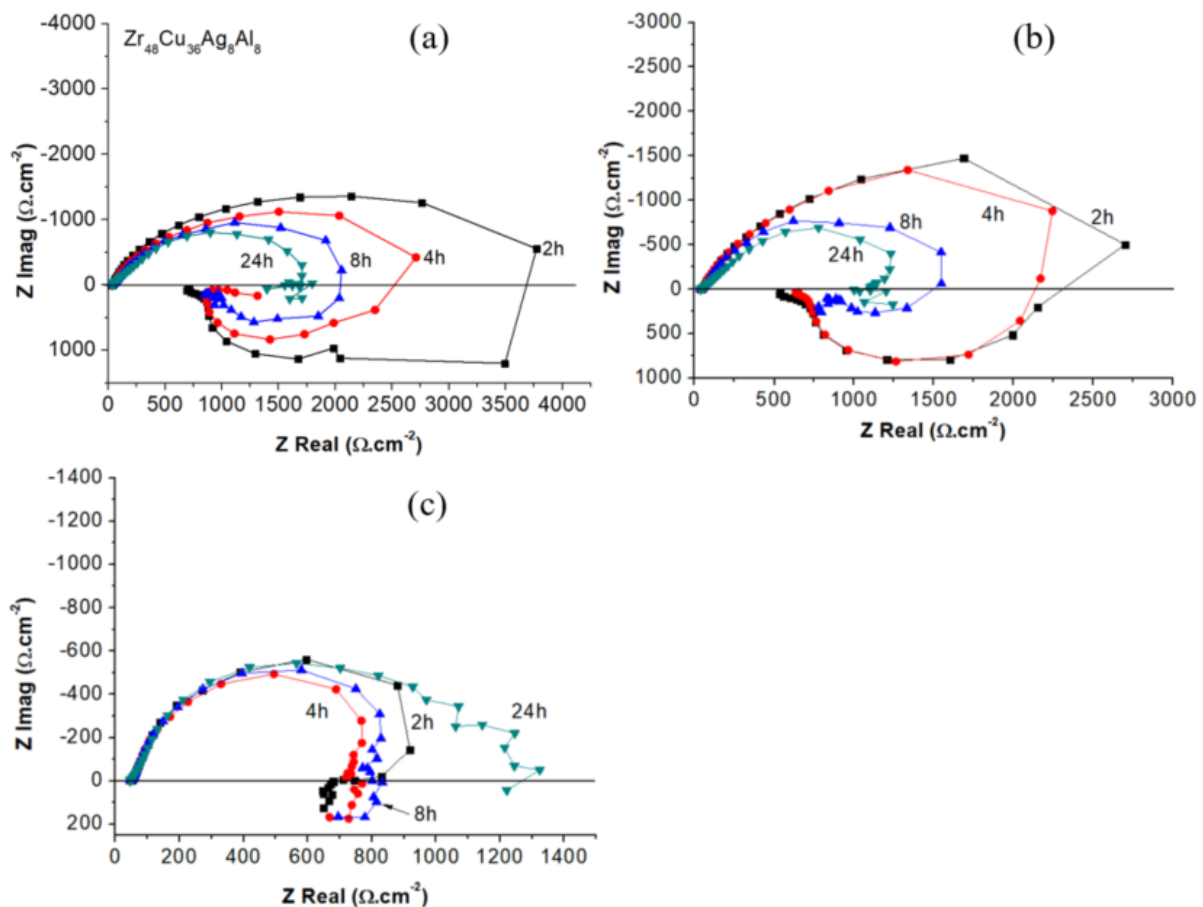 Zr₄₈Cu₃₆Ag₈Al₈
(a)
-4000
-3000
-2000
-1000
0
1000
Z Imag (Ω.cm⁻²)
24h
8h
4h
2h
0 500 1000 1500 2000 2500 3000 3500 4000
Z Real (Ω.cm⁻²)
(b)
-3000
-2500
-2000
-1500
-1000
-500
0
500
1000
Z Imag (Ω.cm⁻²)
24h
8h
4h
2h
0 500 1000 1500 2000 2500 3000
Z Real (Ω.cm⁻²)
(c)
-1400
-1200
-1000
-800
-600
-400
-200
0
200
Z Imag (Ω.cm⁻²)
4h
2h
24h
8h
0 200 400 600 800 1000 1200 1400
Z Real (Ω.cm⁻²)